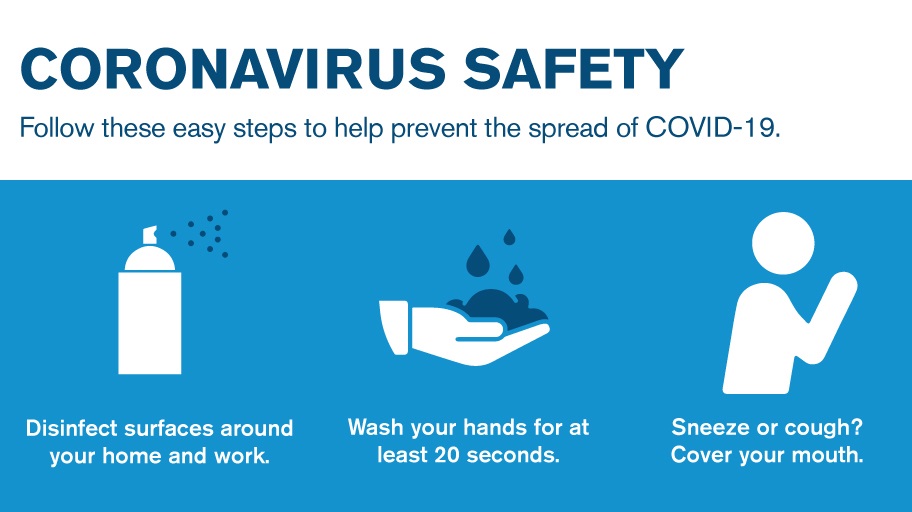 CORONAVIRUS SAFETY
Follow these easy steps to help prevent the spread of COVID-19.
Disinfect surfaces around
your home and work.
Wash your hands for at
least 20 seconds.
Sneeze or cough?
Cover your mouth.